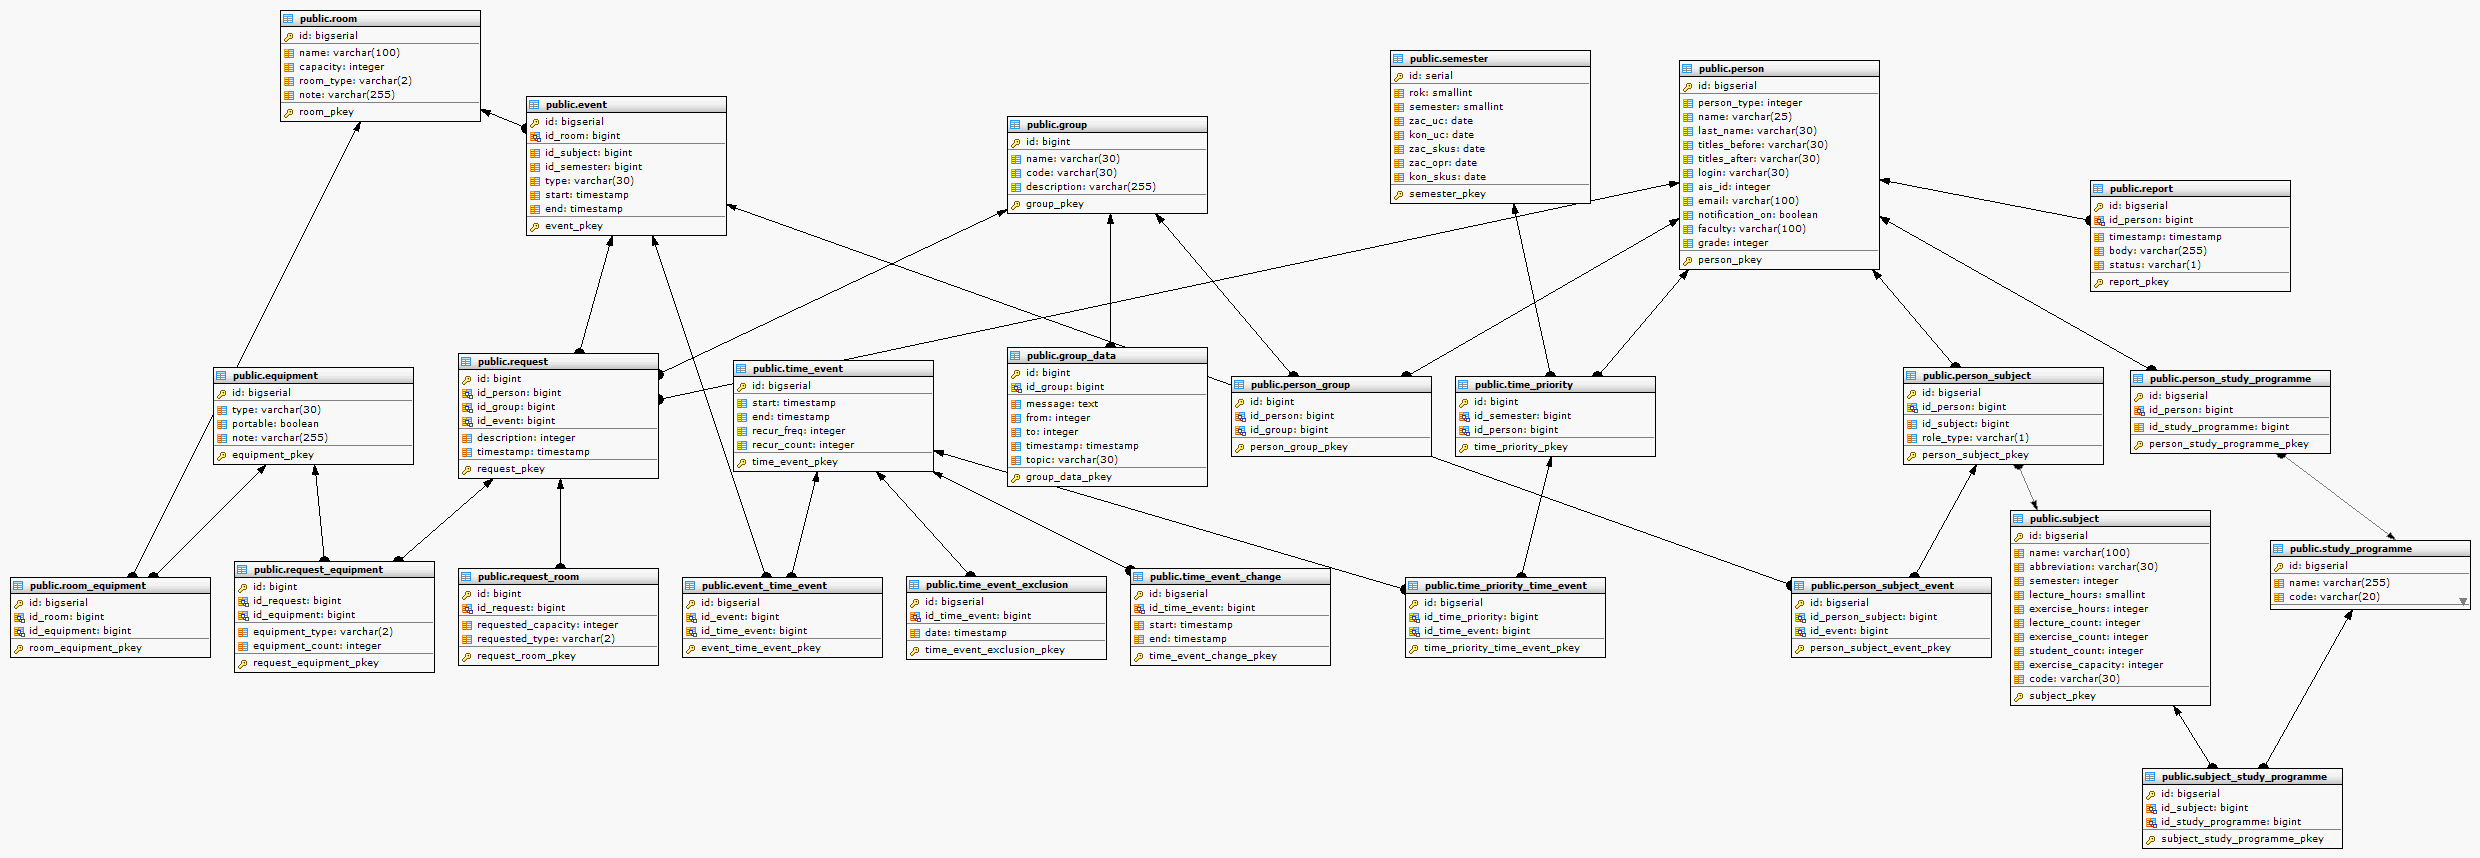 public.room
id: bigserial
name: varchar(100)
capacity: integer
room_type: varchar(2)
note: varchar(255)
room_pkey
public.event
id: bigserial
id_room: bigint
id_subject: bigint
id_semester: bigint
type: varchar(30)
start: timestamp
end: timestamp
event_pkey
public.group
id: bigint
name: varchar(30)
code: varchar(30)
description: varchar(255)
group_pkey
public.semester
id: serial
rok: smallint
semester: smallint
zac_uc: date
kon_uc: date
zac_skus: date
zac_opr: date
kon_skus: date
semester_pkey
public.person
id: bigserial
person_type: integer
name: varchar(25)
last_name: varchar(30)
titles_before: varchar(30)
titles_after: varchar(30)
login: varchar(30)
ais_id: integer
email: varchar(100)
notification_on: boolean
faculty: varchar(100)
grade: integer
person_pkey
public.report
id: bigserial
id_person: bigint
timestamp: timestamp
body: varchar(255)
status: varchar(1)
report_pkey
public.equipment
id: bigserial
type: varchar(30)
portable: boolean
note: varchar(255)
equipment_pkey
public.request
id: bigint
id_person: bigint
id_group: bigint
id_event: bigint
description: integer
timestamp: timestamp
request_pkey
public.time_event
id: bigserial
start: timestamp
end: timestamp
recur_freq: integer
recur_count: integer
time_event_pkey
public.group_data
id: bigint
id_group: bigint
message: text
from: integer
to: integer
timestamp: timestamp
topic: varchar(30)
group_data_pkey
public.person_group
id: bigint
id_person: bigint
id_group: bigint
person_group_pkey
public.time_priority
id: bigint
id_semester: bigint
id_person: bigint
time_priority_pkey
public.person_subject
id: bigserial
id_person: bigint
id_subject: bigint
role_type: varchar(1)
person_subject_pkey
public.person_study_programme
id: bigserial
id_person: bigint
id_study_programme: bigint
person_study_programme_pkey
public.room_equipment
id: bigserial
id_room: bigint
id_equipment: bigint
room_equipment_pkey
public.request_equipment
id: bigint
id_request: bigint
id_equipment: bigint
equipment_type: varchar(2)
equipment_count: integer
request_equipment_pkey
public.request_room
id: bigint
id_request: bigint
requested_capacity: integer
requested_type: varchar(2)
request_room_pkey
public.event_time_event
id: bigserial
id_event: bigint
id_time_event: bigint
event_time_event_pkey
public.time_event_exclusion
id: bigserial
id_time_event: bigint
date: timestamp
time_event_exclusion_pkey
public.time_event_change
id: bigserial
id_time_event: bigint
start: timestamp
end: timestamp
time_event_change_pkey
public.time_priority_time_event
id: bigserial
id_time_priority: bigint
id_time_event: bigint
time_priority_time_event_pkey
public.person_subject_event
id: bigserial
id_person_subject: bigint
id_event: bigint
person_subject_event_pkey
public.subject
id: bigserial
name: varchar(100)
abbreviation: varchar(30)
semester: integer
lecture_hours: smallint
exercise_hours: integer
lecture_count: integer
exercise_count: integer
student_count: integer
exercise_capacity: integer
code: varchar(30)
subject_pkey
public.study_programme
id: bigserial
name: varchar(255)
code: varchar(20)
public.subject_study_programme
id: bigserial
id_subject: bigint
id_study_programme: bigint
subject_study_programme_pkey